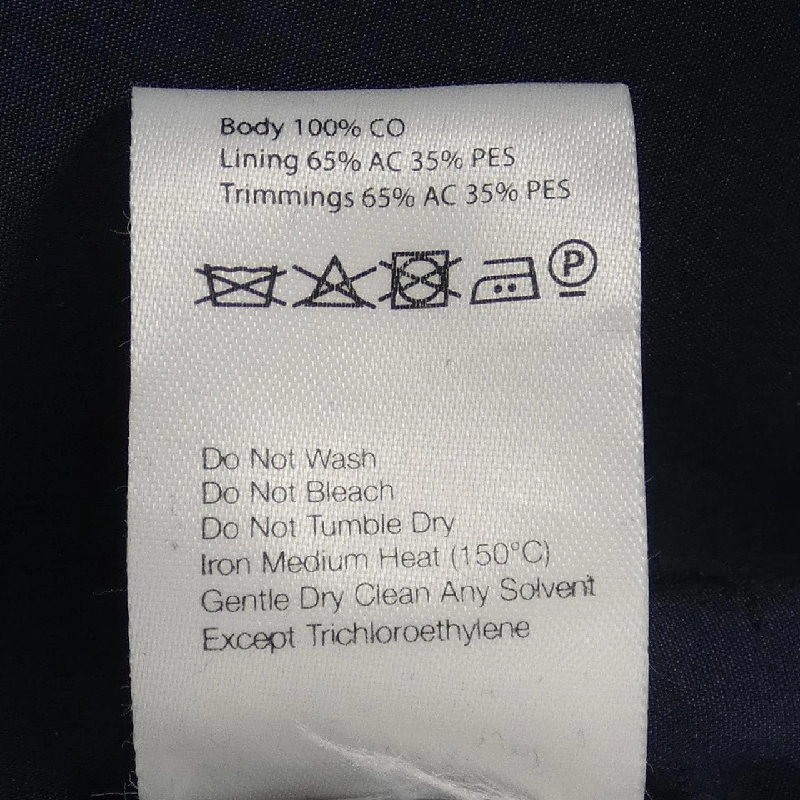 Body 100% CO
Lining 65% AC 35% PES
Trimmings 65% AC 35% PES
P
Do Not Wash
Do Not Bleach
Do Not Tumble Dry
Iron Medium Heat (150°C)
Gentle Dry Clean Any Solvent
Except Trichloroethylene